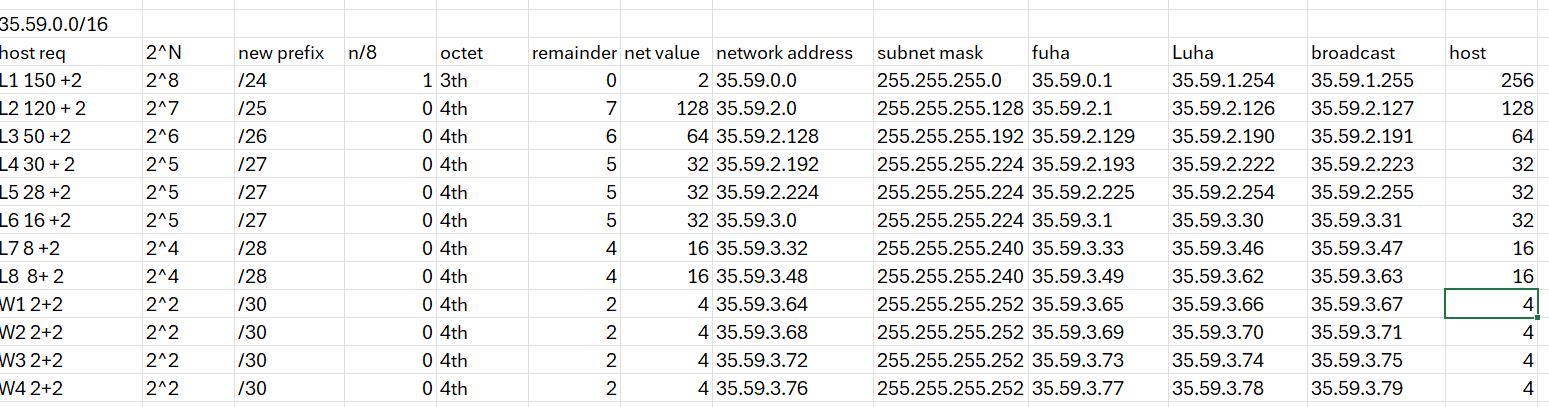 35.59.0.0/16
host req 2^N new prefix n/8 octet remainder net value network address subnet mask fuha Luha broadcast host
L1 150 +2 2^8 /24 1 3th 0 2 35.59.0.0 255.255.255.0 35.59.0.1 35.59.1.254 35.59.1.255 256
L2 120 + 2 2^7 /25 0 4th 7 128 35.59.2.0 255.255.255.128 35.59.2.1 35.59.2.126 35.59.2.127 128
L3 50 +2 2^6 /26 0 4th 6 64 35.59.2.128 255.255.255.192 35.59.2.129 35.59.2.190 35.59.2.191 64
L4 30 + 2 2^5 /27 0 4th 5 32 35.59.2.192 255.255.255.224 35.59.2.193 35.59.2.222 35.59.2.223 32
L5 28 +2 2^5 /27 0 4th 5 32 35.59.2.224 255.255.255.224 35.59.2.225 35.59.2.254 35.59.2.255 32
L6 16 +2 2^5 /27 0 4th 5 32 35.59.3.0 255.255.255.224 35.59.3.1 35.59.3.30 35.59.3.31 32
L7 8 +2 2^4 /28 0 4th 4 16 35.59.3.32 255.255.255.240 35.59.3.33 35.59.3.46 35.59.3.47 16
L8 8+ 2 2^4 /28 0 4th 4 16 35.59.3.48 255.255.255.240 35.59.3.49 35.59.3.62 35.59.3.63 16
W1 2+2 2^2 /30 0 4th 2 4 35.59.3.64 255.255.255.252 35.59.3.65 35.59.3.66 35.59.3.67 4
W2 2+2 2^2 /30 0 4th 2 4 35.59.3.68 255.255.255.252 35.59.3.69 35.59.3.70 35.59.3.71 4
W3 2+2 2^2 /30 0 4th 2 4 35.59.3.72 255.255.255.252 35.59.3.73 35.59.3.74 35.59.3.75 4
W4 2+2 2^2 /30 0 4th 2 4 35.59.3.76 255.255.255.252 35.59.3.77 35.59.3.78 35.59.3.79 4